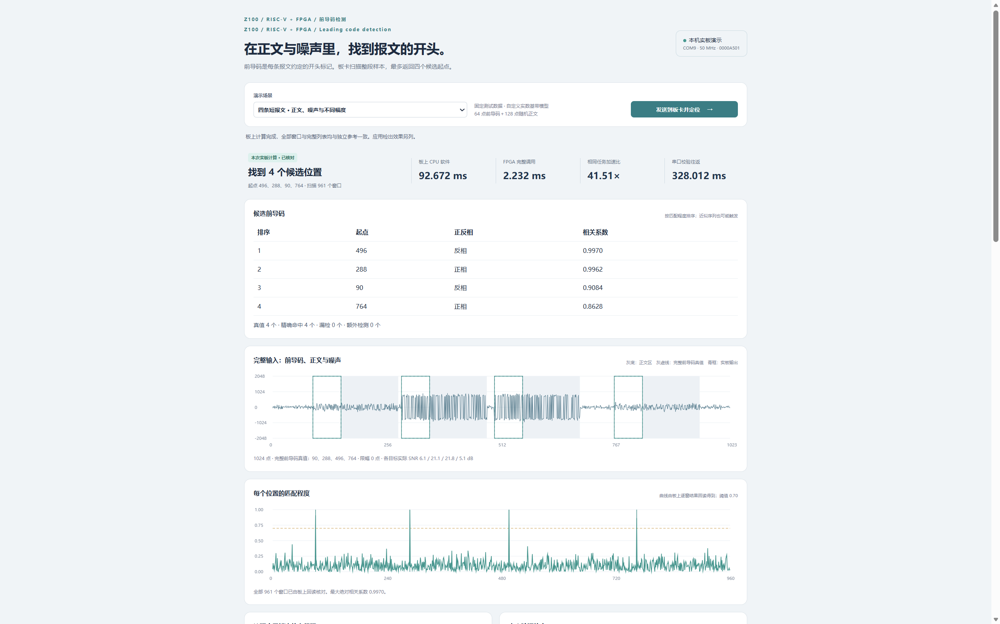 Z100 / RISC-V + FPGA / 前导码检测
Z100 / RISC-V + FPGA / Leading code detection
在正文与噪声里，找到报文的开头。
前导码是每条报文约定的开头标记。板卡扫描整段样本，最多返回四个候选起点。
本机实板演示
COM9 · 50 MHz · 0000A501
演示场景
四条短报文 • 正文、噪声与不同幅度
固定测试数据 · 自定义实数基带模型
64 点前导码 + 128 点随机正文
发送到板卡并定位 →
板上计算完成，全部窗口与完整列表均与独立参考一致。应用检出效果另列。
本次实板计算 • 已核对
找到 4 个候选位置
起点 496、288、90、764 · 扫描 961 个窗口
板上 CPU 软件
92.672 ms
FPGA 完整调用
2.232 ms
相同任务加速比
41.51×
串口校验往返
328.012 ms
候选前导码
按匹配程度排序；近似序列也可能触发
排序 起点 正反相 相关系数
1 496 反相 0.9970
2 288 正相 0.9962
3 90 反相 0.9084
4 764 正相 0.8628
真值 4 个 · 精确命中 4 个 · 漏检 0 个 · 额外检测 0 个
完整输入：前导码、正文与噪声
灰底：正文区 灰虚线：完整前导码真值 青框：实板输出
2048
1024
0
-1024
-2048
0 256 512 767 1023
1024 点 · 完整前导码真值：90、288、496、764 · 限幅 0 点 · 各目标实际 SNR 6.1 / 21.1 / 21.8 / 5.1 dB
每个位置的匹配程度
曲线由板上逐窗结果回读得到；阈值 0.70
1.00
0.75
0.50
0.25
0.00
0 240 480 720 960
全部 961 个窗口已由板上回读核对。最大绝对相关系数 0.9970。